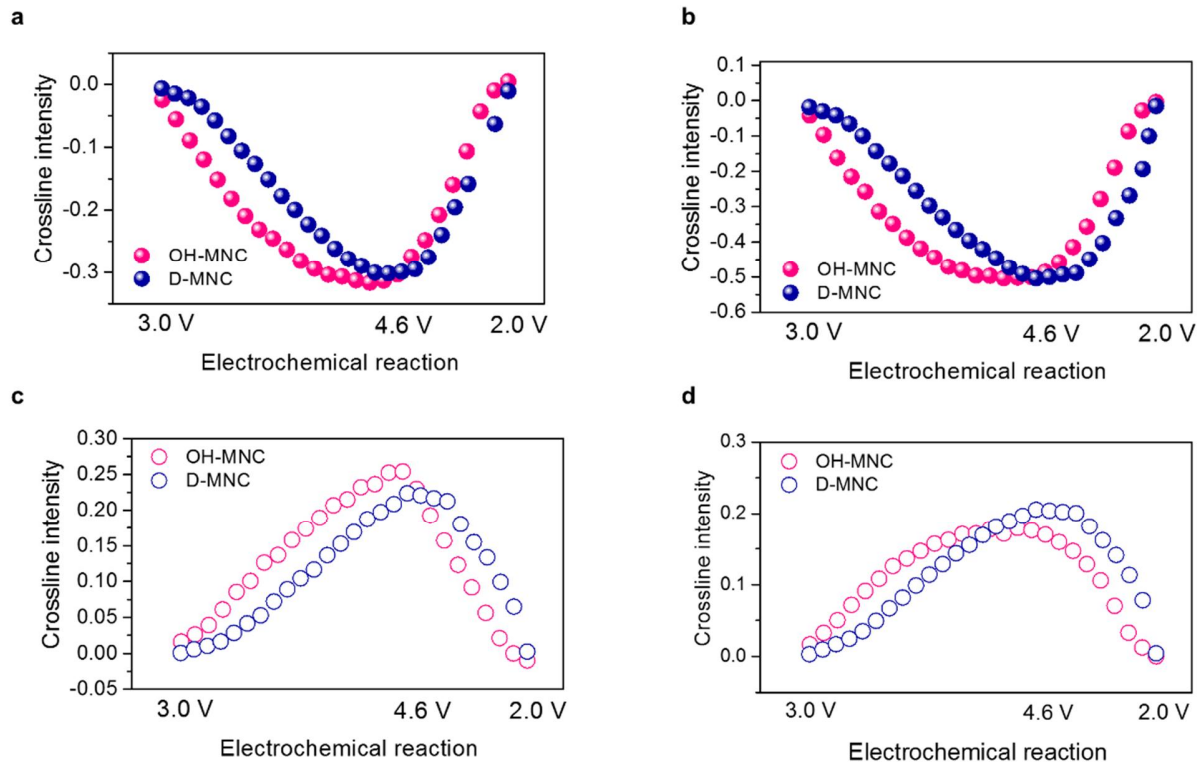 a
Crossline intensity
0.0
-0.1
-0.2
-0.3
OH-MNC
D-MNC
3.0 V
4.6 V
2.0 V
Electrochemical reaction
b
Crossline intensity
0.1
0.0
-0.1
-0.2
-0.3
-0.4
-0.5
-0.6
OH-MNC
D-MNC
3.0 V
4.6 V
2.0 V
Electrochemical reaction
c
Crossline intensity
0.30
0.25
0.20
0.15
0.10
0.05
0.00
-0.05
OH-MNC
D-MNC
3.0 V
4.6 V
2.0 V
Electrochemical reaction
d
Crossline intensity
0.3
0.2
0.1
0.0
OH-MNC
D-MNC
3.0 V
4.6 V
2.0 V
Electrochemical reaction